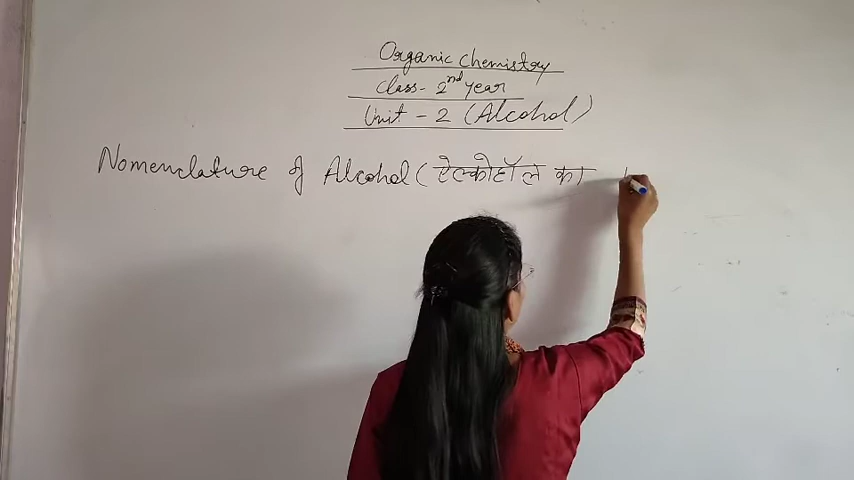 Organic Chemistry
Class- 2nd year
Unit - 2 (Alcohol)
Nomenclature of Alcohol (ऐल्कोहॉल का